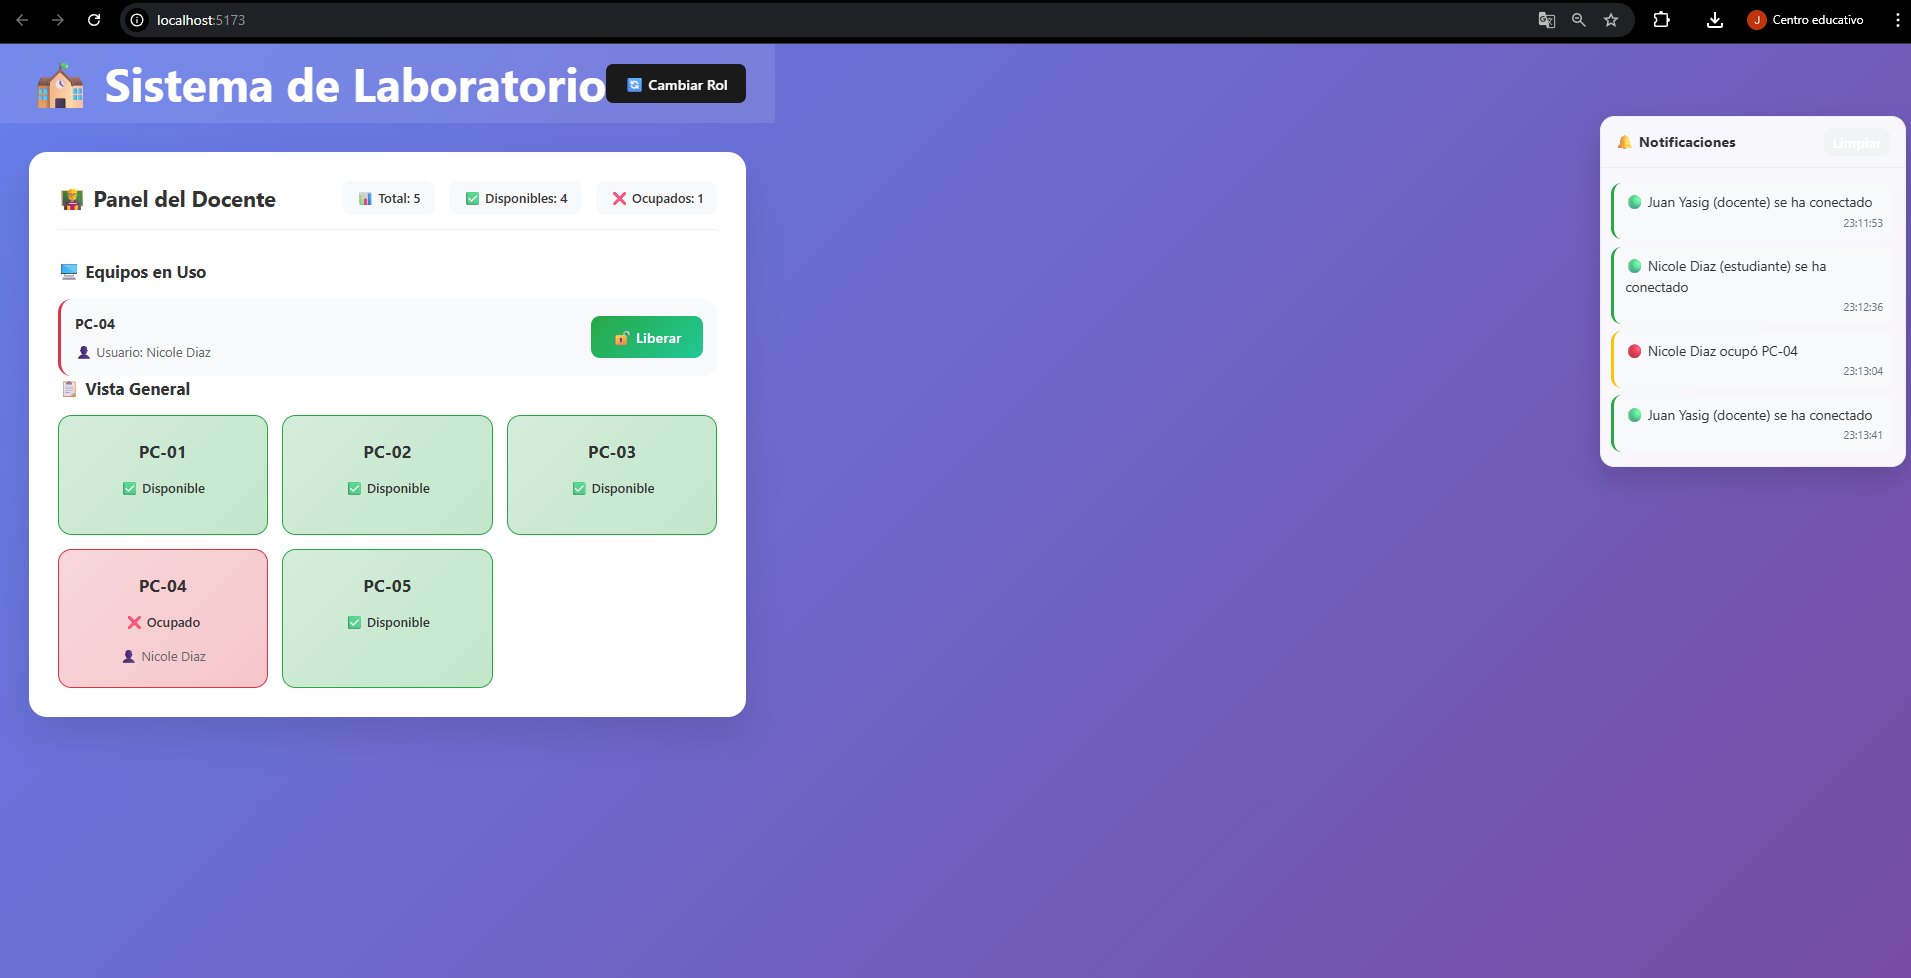 localhost:5173
Centro educativo
J
Sistema de Laboratorio
Cambiar Rol
Panel del Docente
Total: 5
Disponibles: 4
Ocupados: 1
Equipos en Uso
PC-04
Usuario: Nicole Diaz
Liberar
Vista General
PC-01
Disponible
PC-02
Disponible
PC-03
Disponible
PC-04
Ocupado
Nicole Diaz
PC-05
Disponible
Notificaciones
Limpiar
Juan Yasig (docente) se ha conectado
23:11:53
Nicole Diaz (estudiante) se ha
conectado
23:12:36
Nicole Diaz ocupó PC-04
23:13:04
Juan Yasig (docente) se ha conectado
23:13:41